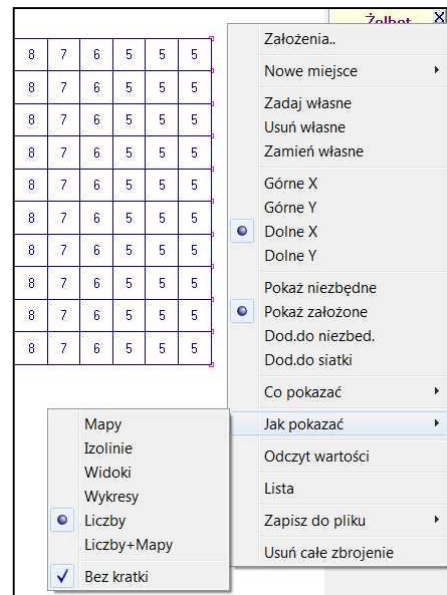 Żelbet X
8 7 6 5 5 5
8 7 6 5 5 5
8 7 6 5 5 5
8 7 6 5 5 5
8 7 6 5 5 5
8 7 6 5 5 5
8 7 6 5 5 5
8 7 6 5 5 5
8 7 6 5 5 5
8 7 6 5 5 5
Założenia..
Nowe miejsce
Zadaj własne
Usuń własne
Zamień własne
Górne X
Górne Y
Dolne X
Dolne Y
Pokaż niezbędne
Pokaż założone
Dod.do niezbed.
Dod.do siatki
Co pokazać
Jak pokazać
Odczyt wartości
Lista
Zapisz do pliku
Usuń całe zbrojenie
Mapy
Izolinie
Widoki
Wykresy
Liczby
Liczby+Mapy
Bez kratki